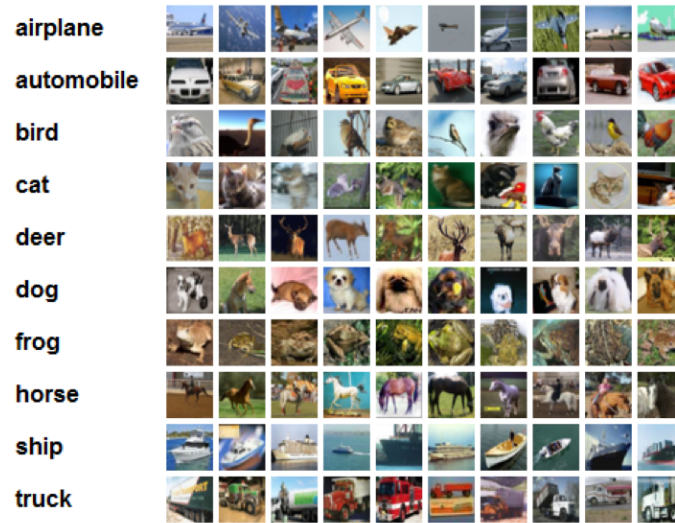 airplane
automobile
bird
cat
deer
dog
frog
horse
ship
truck